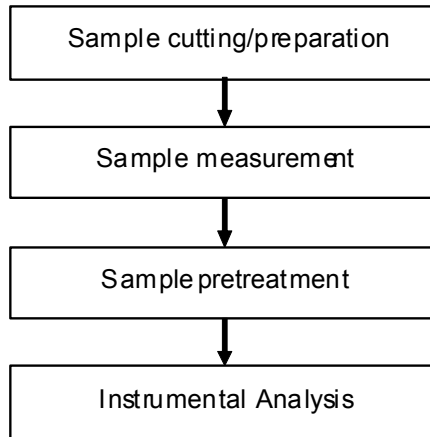 Sample cutting/preparation
Sample measurement
Sample pretreatment
Instrumental Analysis